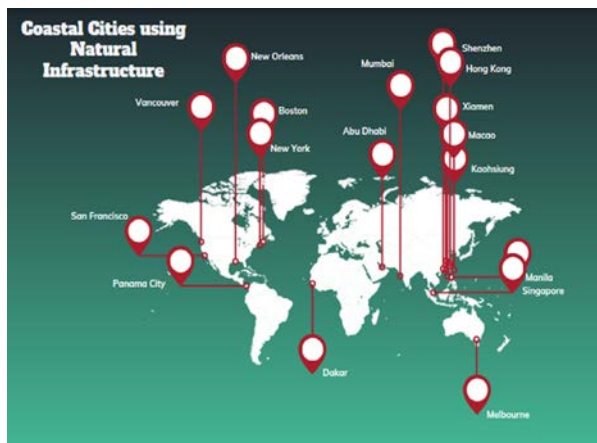 Coastal Cities using
Natural
Infrastructure
New Orleans
Mumbai
Shenzhen
Hong Kong
Vancouver
Boston
Xiamen
New York
Abu Dhabi
Macao
Kaohsiung
San Francisco
Panama City
Manila
Singapore
Dakar
Melbourne